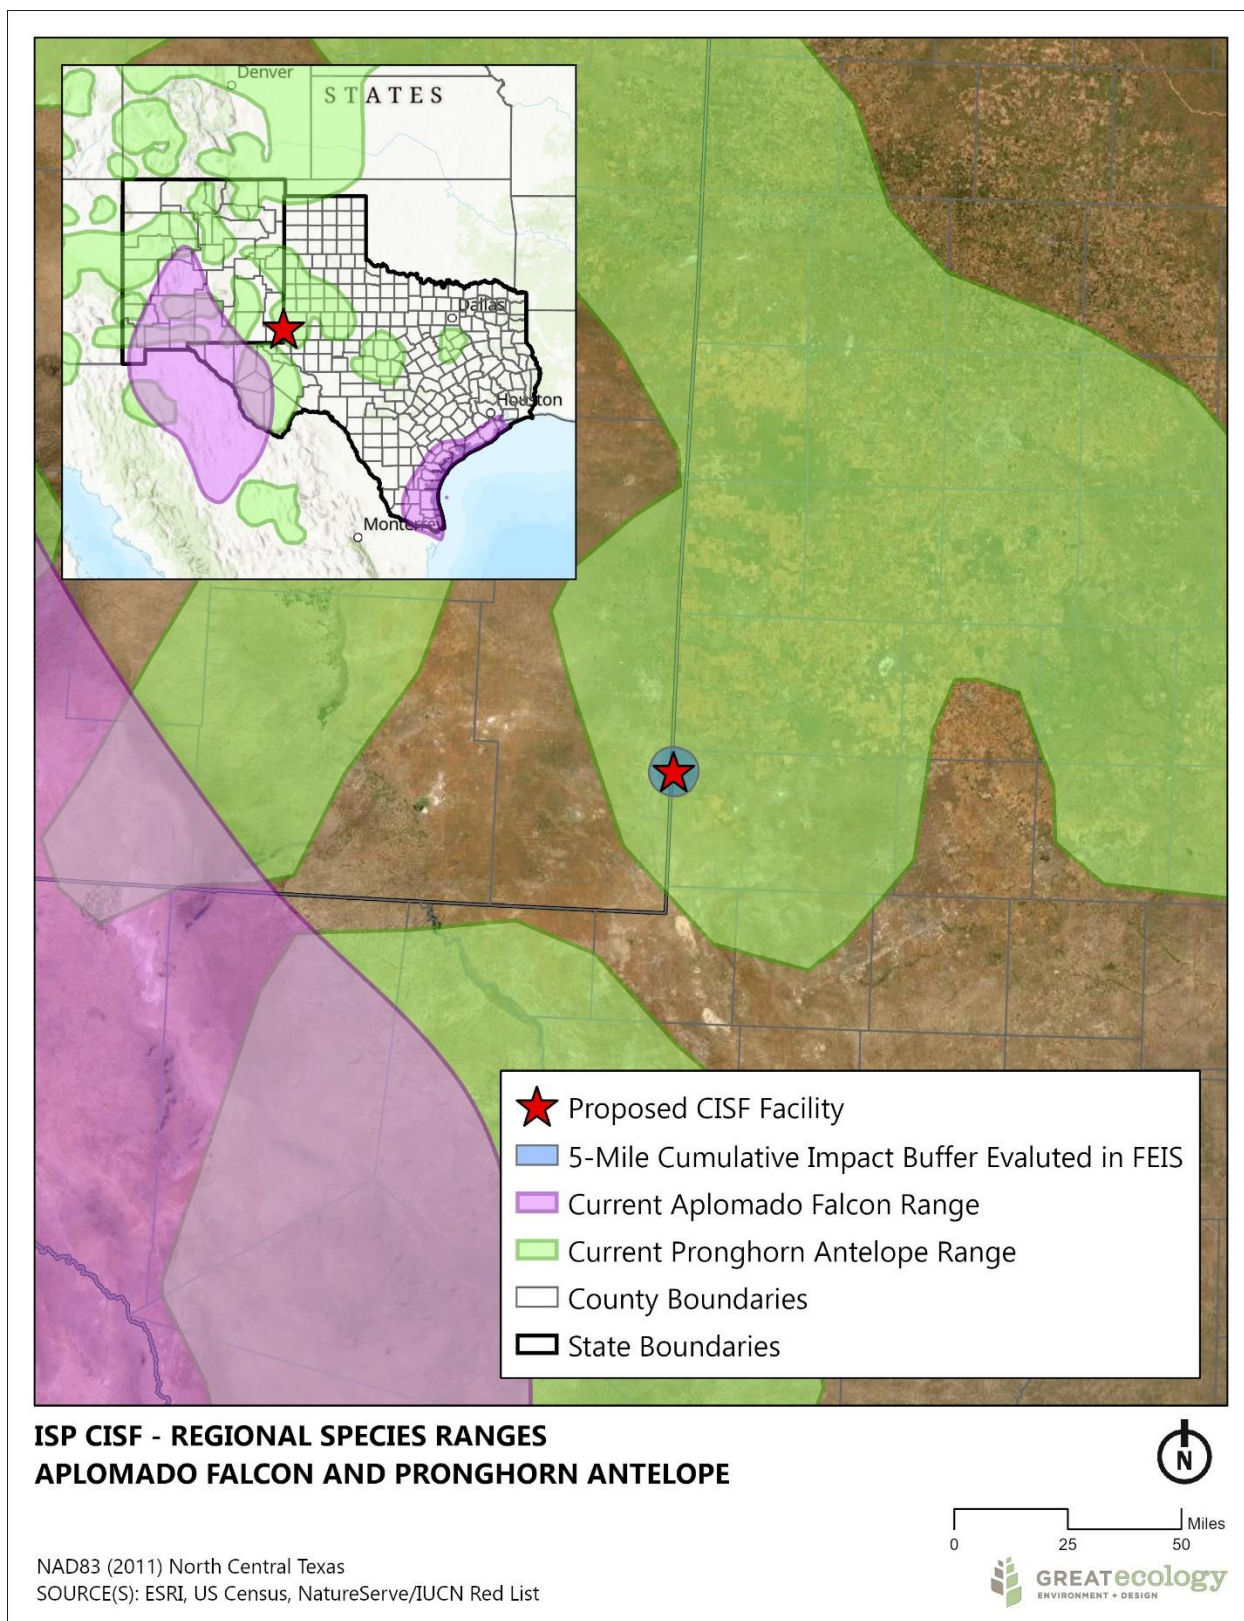 Denver
STATES
Dallas
Houston
Monterrey
Proposed CISF Facility
5-Mile Cumulative Impact Buffer Evaluted in FEIS
Current Aplomado Falcon Range
Current Pronghorn Antelope Range
County Boundaries
State Boundaries
ISP CISF - REGIONAL SPECIES RANGES
APLOMADO FALCON AND PRONGHORN ANTELOPE
N
Miles
0 25 50
NAD83 (2011) North Central Texas
SOURCE(S): ESRI, US Census, NatureServe/IUCN Red List
GREATecology
ENVIRONMENT + DESIGN